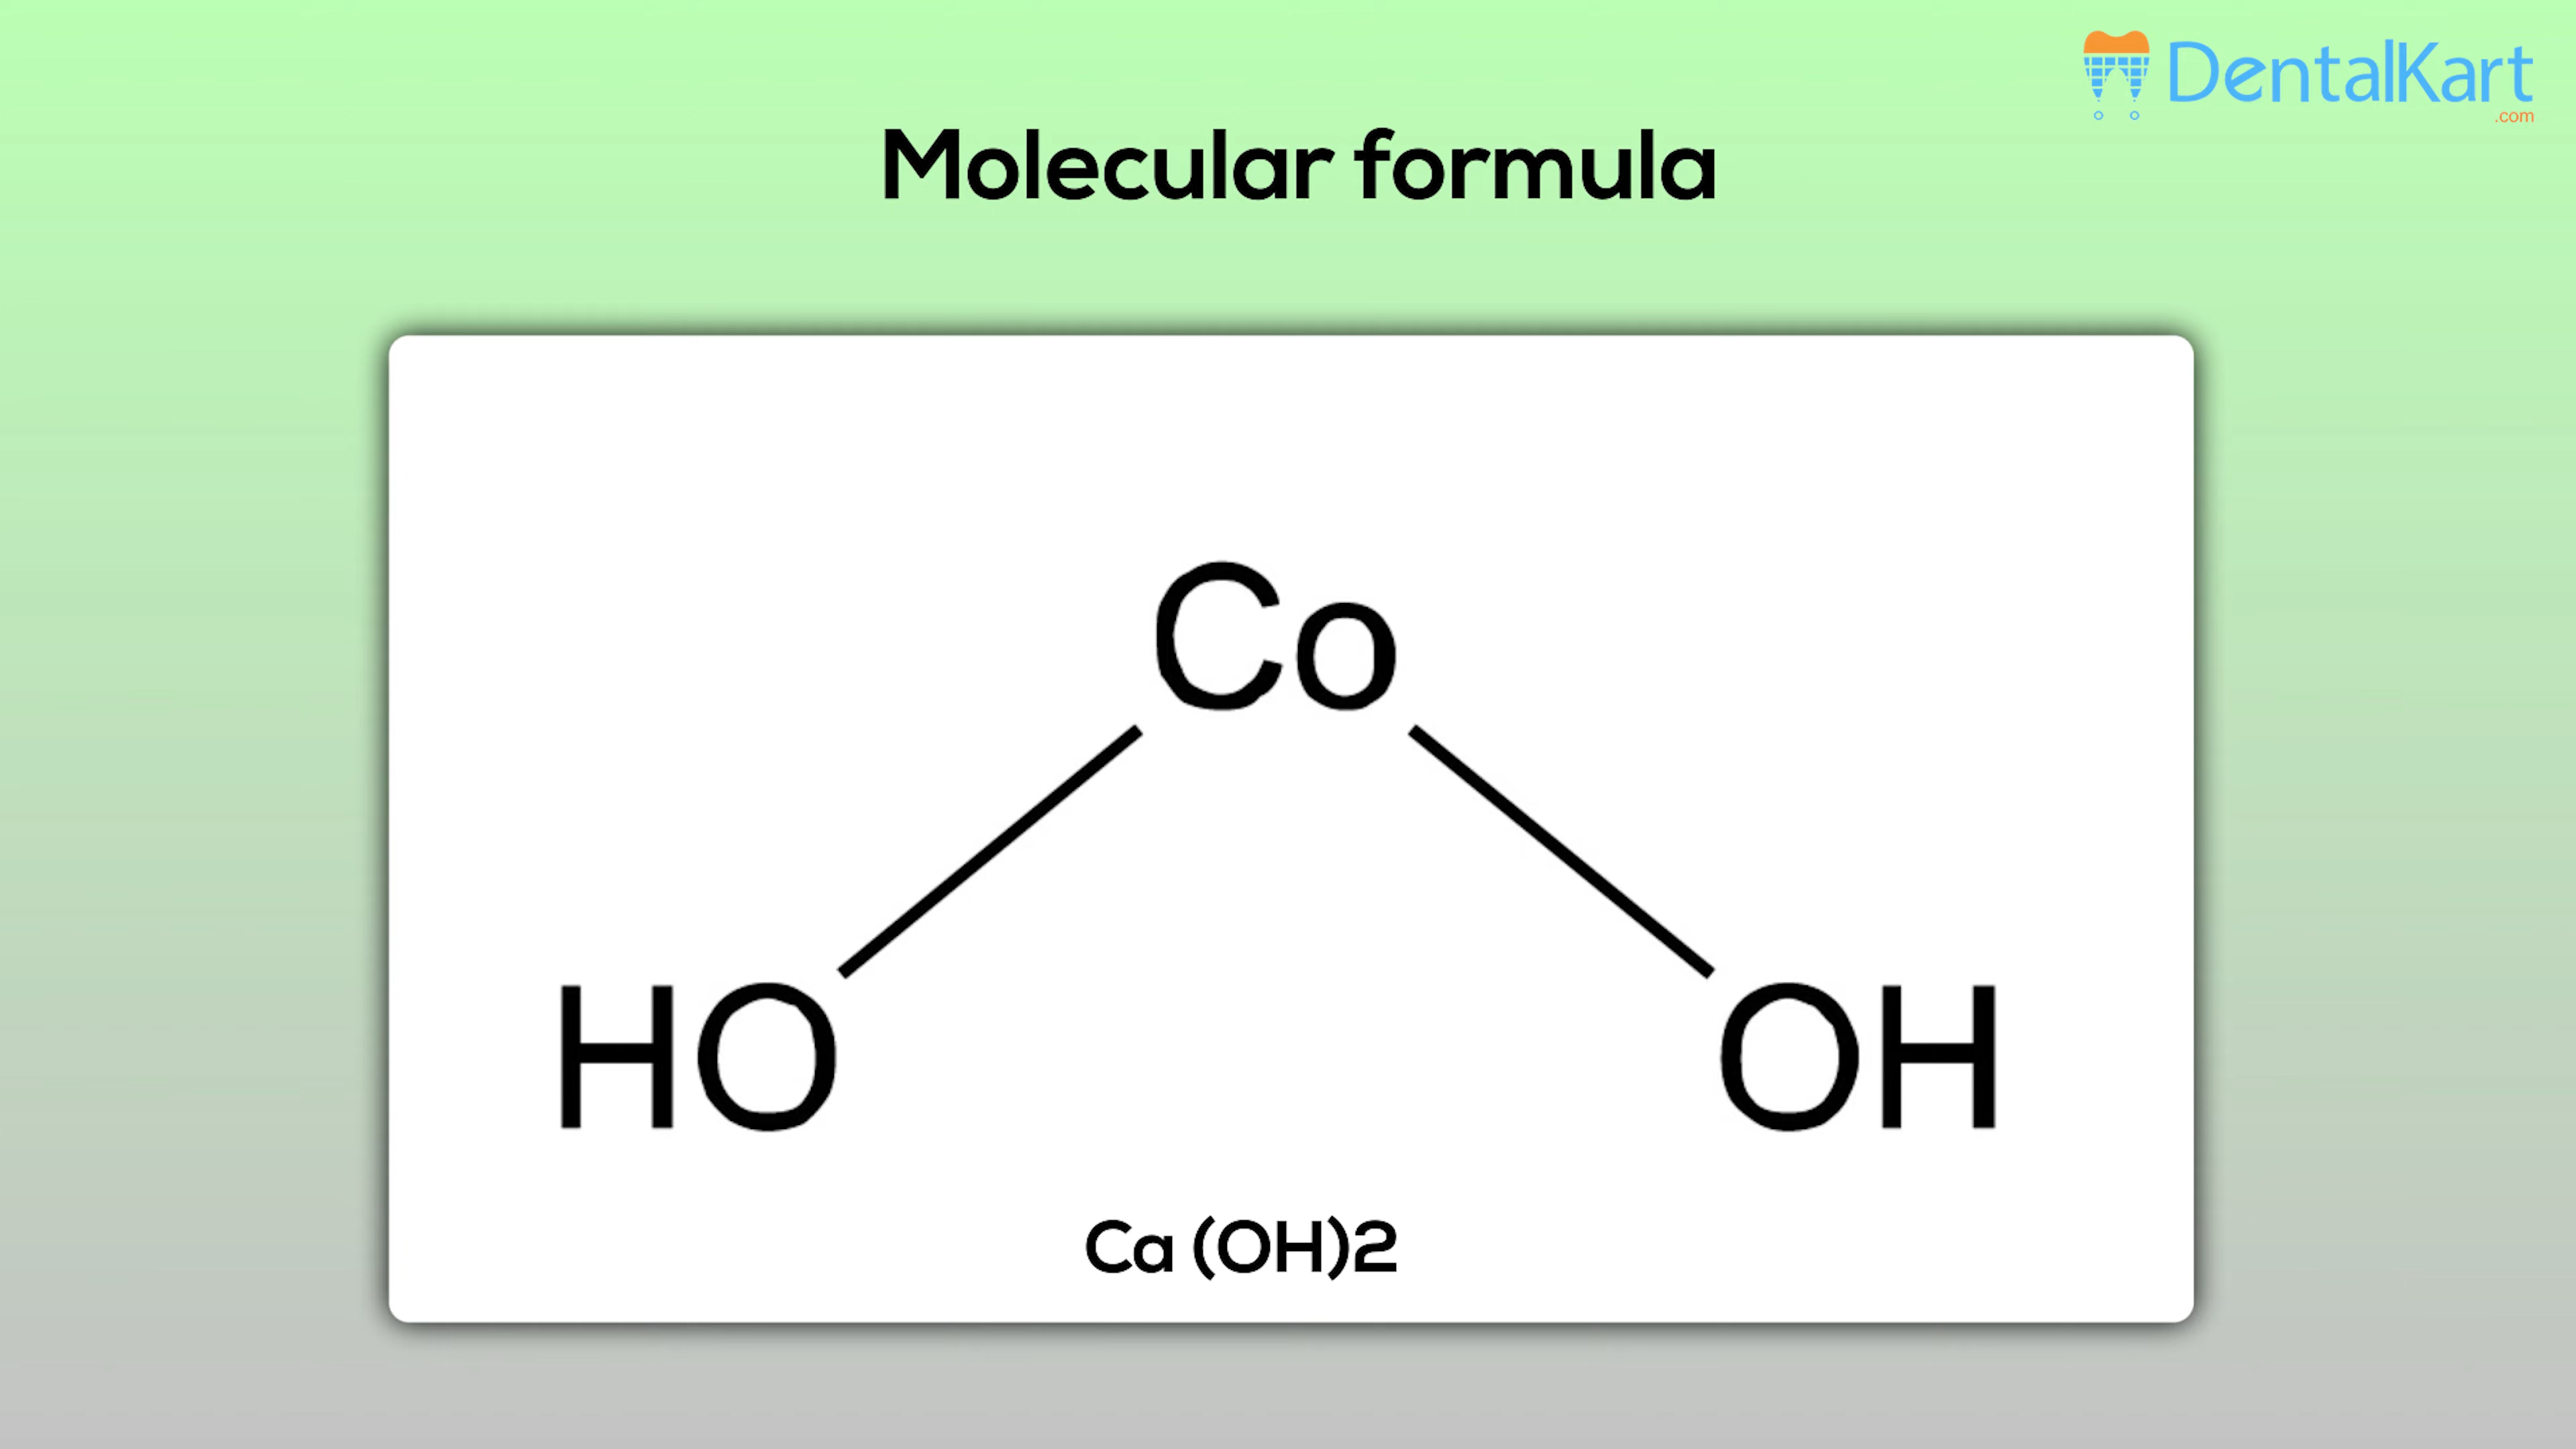 DentalKart
.com
Molecular formula
Co
HO OH
Ca (OH)2